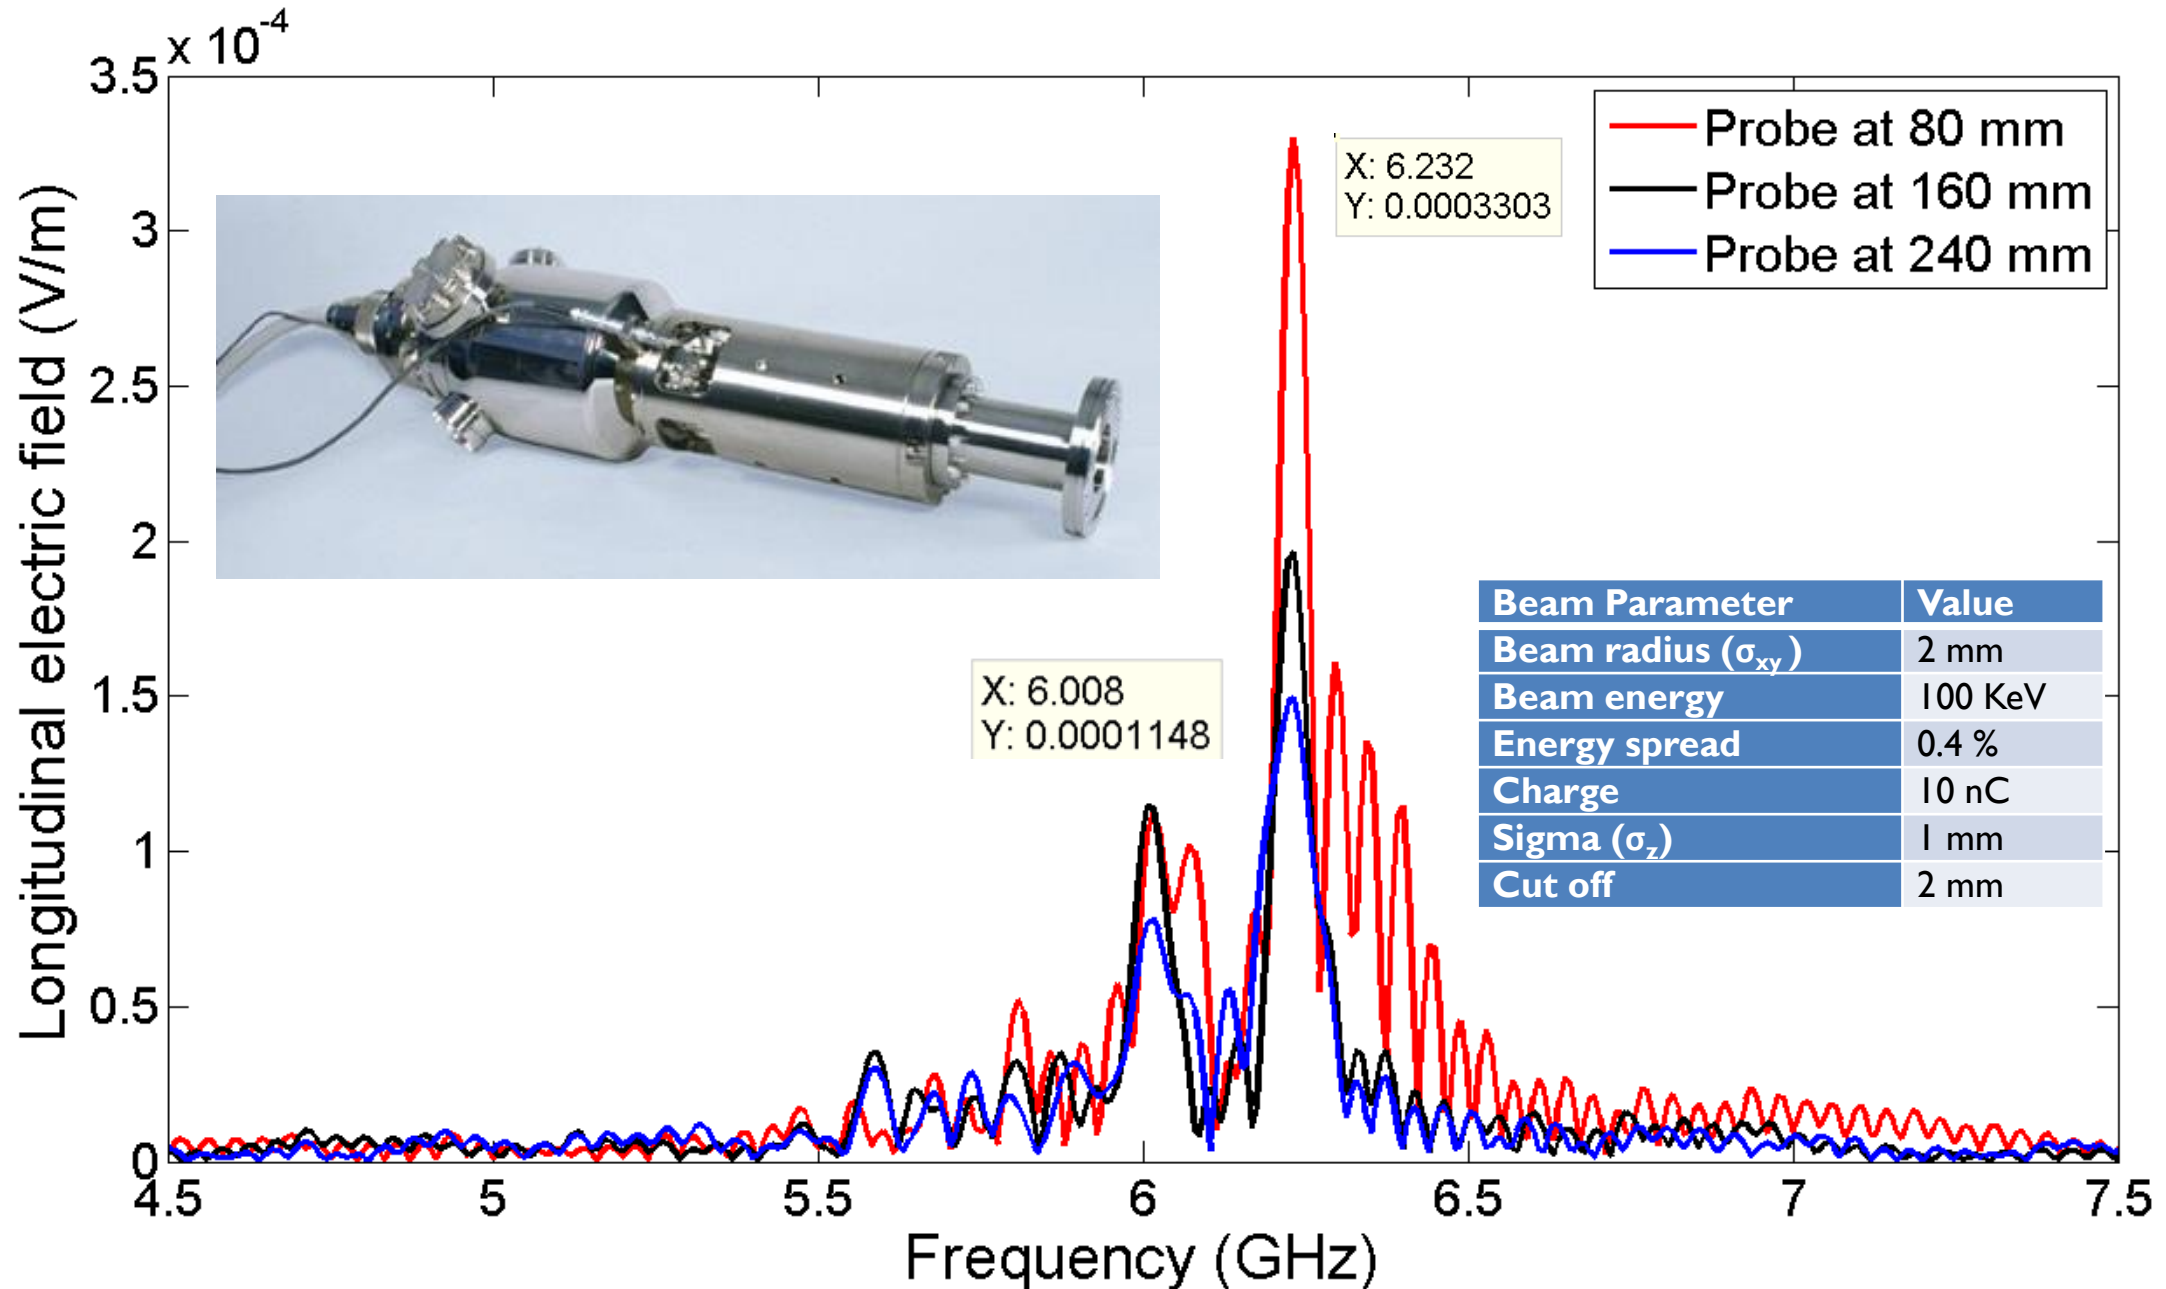 x 10-4
3.5
3
2.5
2
1.5
1
0.5
0
Longitudinal electric field (V/m)
Probe at 80 mm
Probe at 160 mm
Probe at 240 mm
X: 6.232
Y: 0.0003303
X: 6.008
Y: 0.0001148
Beam Parameter Value
Beam radius (σxy ) 2 mm
Beam energy 100 KeV
Energy spread 0.4 %
Charge 10 nC
Sigma (σz) 1 mm
Cut off 2 mm
4.5 5 5.5 6 6.5 7 7.5
Frequency (GHz)